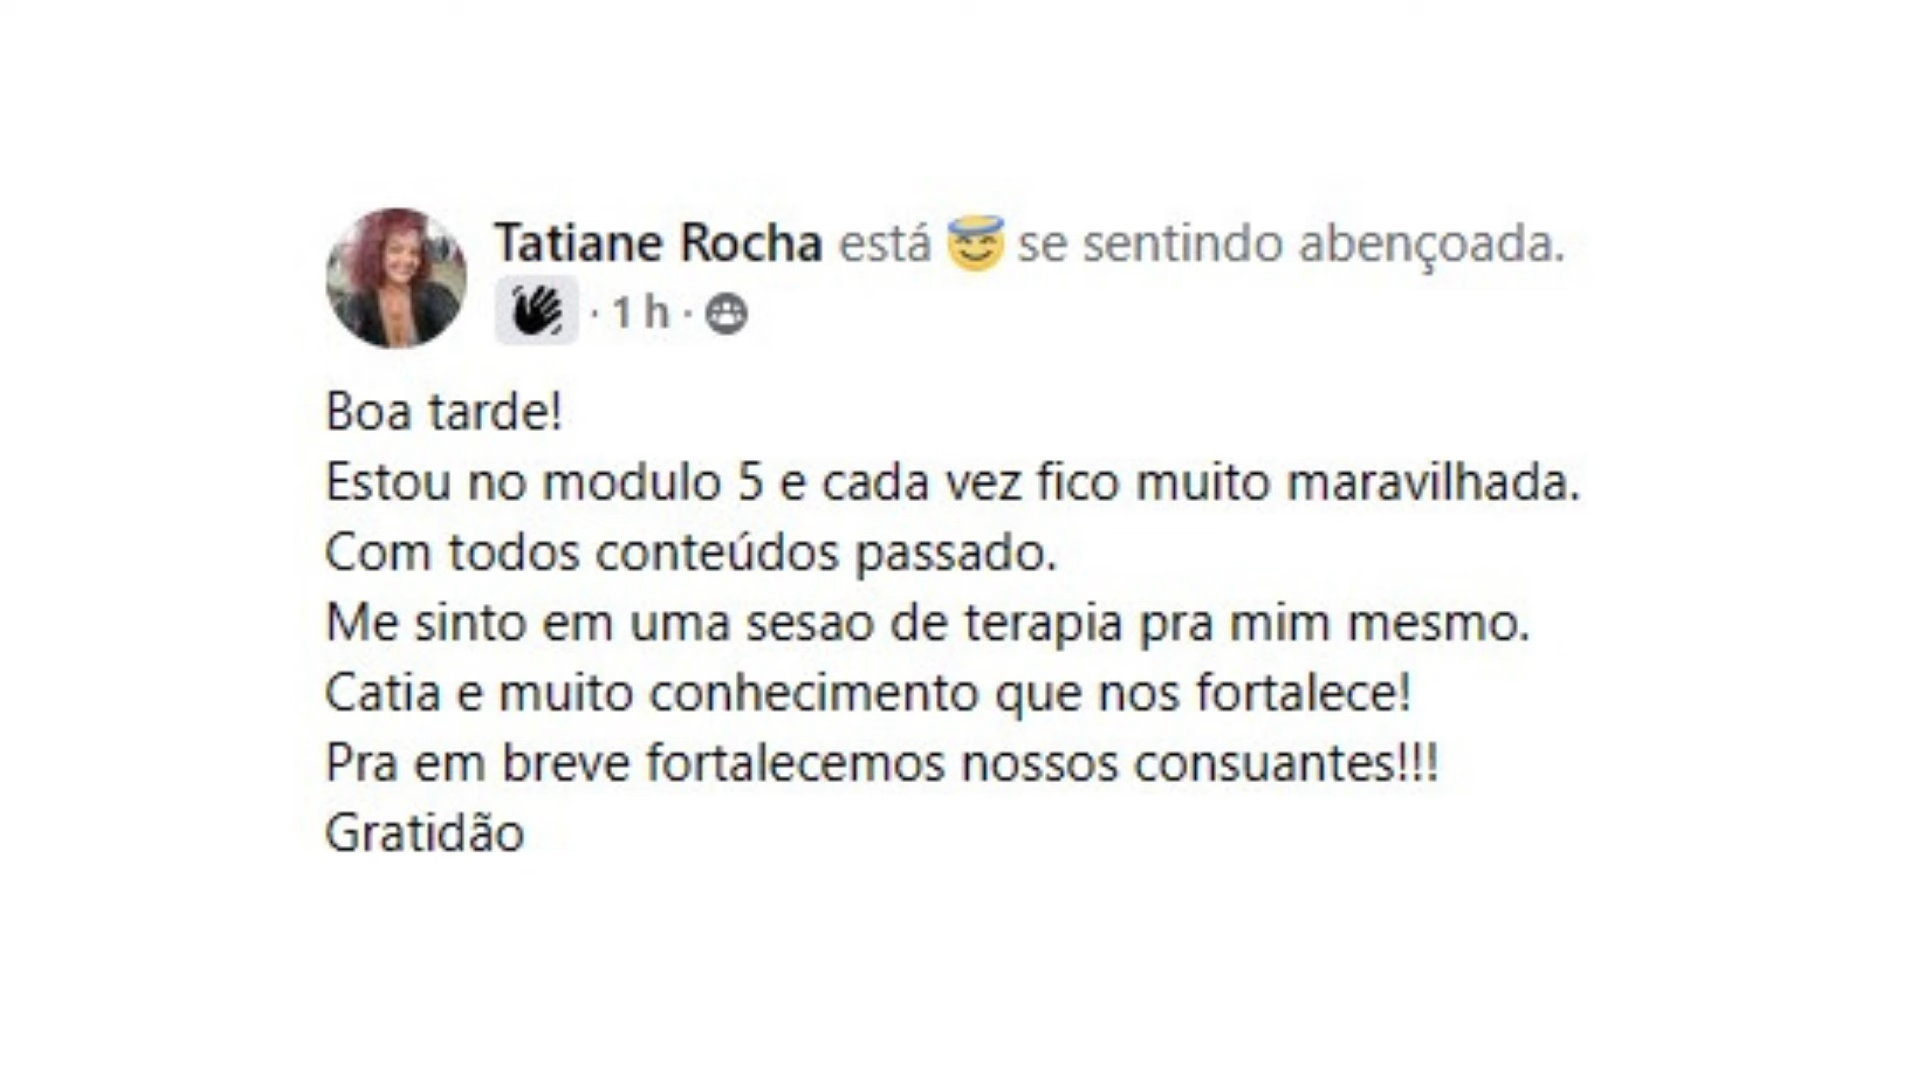 Tatiane Rocha está 😇 se sentindo abençoada.
👋 · 1 h ·
Boa tarde!
Estou no modulo 5 e cada vez fico muito maravilhada.
Com todos conteúdos passado.
Me sinto em uma sesao de terapia pra mim mesmo.
Catia e muito conhecimento que nos fortalece!
Pra em breve fortalecemos nossos consuantes!!!
Gratidão